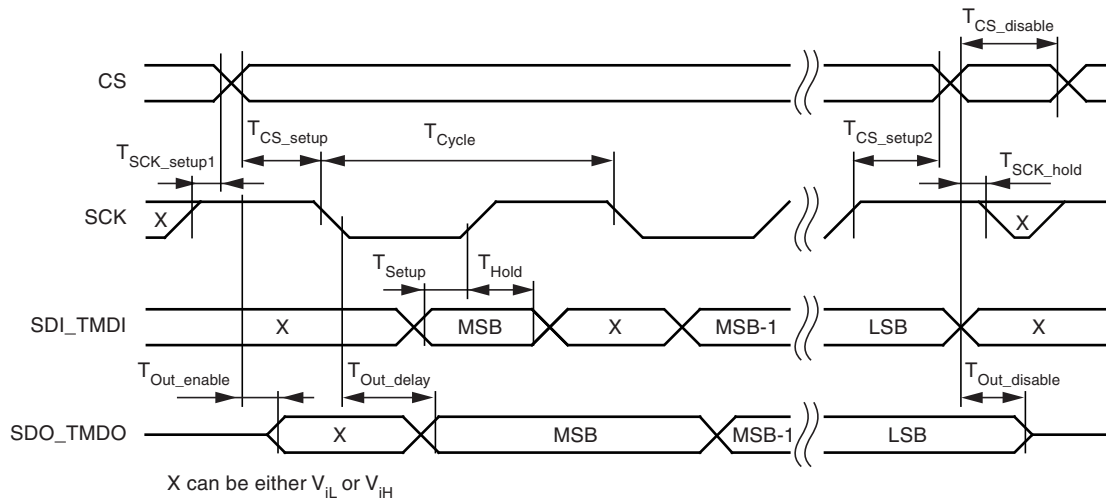 T_CS_disable
CS
T_CS_setup
T_Cycle
T_CS_setup2
T_SCK_setup1
T_SCK_hold
SCK
X
X
T_Setup
T_Hold
SDI_TMDI
X
MSB
X
MSB-1
LSB
X
T_Out_enable
T_Out_delay
T_Out_disable
SDO_TMDO
X
MSB
MSB-1
LSB
X can be either V_iL or V_iH